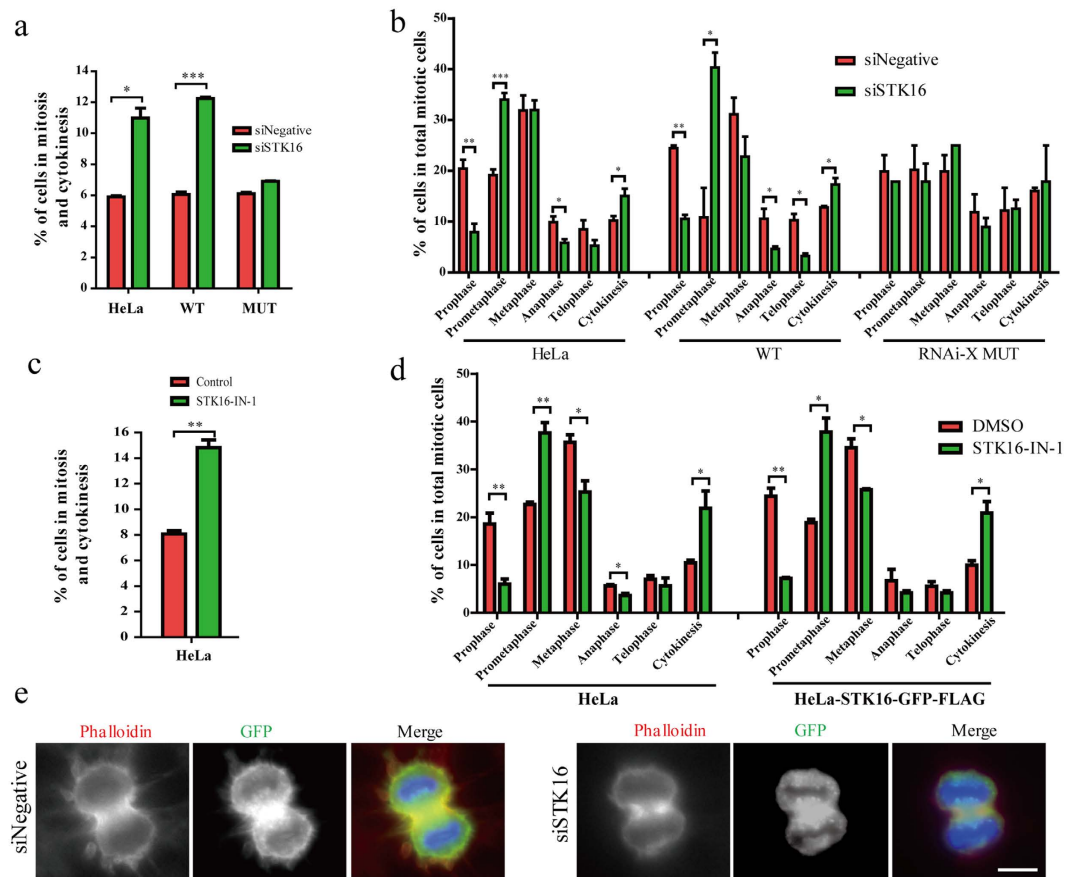 a
% of cells in mitosis
and cytokinesis
14
12
10
8
6
4
2
0
*
***
siNegative
siSTK16
HeLa
WT
MUT
b
% of cells in total mitotic cells
50
40
30
20
10
0
**
***
*
*
**
*
*
*
*
siNegative
siSTK16
Prophase
Prometaphase
Metaphase
Anaphase
Telophase
Cytokinesis
Prophase
Prometaphase
Metaphase
Anaphase
Telophase
Cytokinesis
Prophase
Prometaphase
Metaphase
Anaphase
Telophase
Cytokinesis
HeLa
WT
RNAi-X MUT
c
Control
STK16-IN-1
% of cells in mitosis
and cytokinesis
16
14
12
10
8
6
4
2
0
**
HeLa
d
% of cells in total mitotic cells
50
40
30
20
10
0
**
**
*
*
*
**
*
*
*
DMSO
STK16-IN-1
Prophase
Prometaphase
Metaphase
Anaphase
Telophase
Cytokinesis
Prophase
Prometaphase
Metaphase
Anaphase
Telophase
Cytokinesis
HeLa
HeLa-STK16-GFP-FLAG
e
Phalloidin
GFP
Merge
siNegative
Phalloidin
GFP
Merge
siSTK16